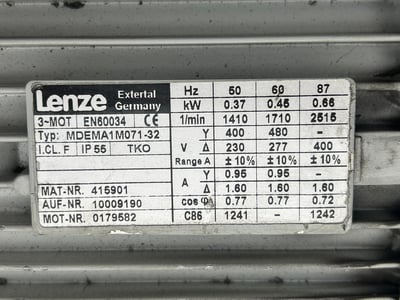 Lenze Extertal Germany
Hz 50 60 87
kW 0.37 0.45 0.66
3~MOT EN60034 CE
1/min 1410 1710 2515
Typ: MDEMA1M071-32
Y 400 480 –
I.CL. F IP 55 TKO
V Δ 230 277 400
Range A ± 10% ± 10% ± 10%
A Y 0.95 0.95 –
MAT-NR. 415901
Δ 1.60 1.60 1.60
AUF-NR. 10009190
cos φ 0.77 0.77 0.72
MOT-NR. 0179582
C86 1241 – 1242